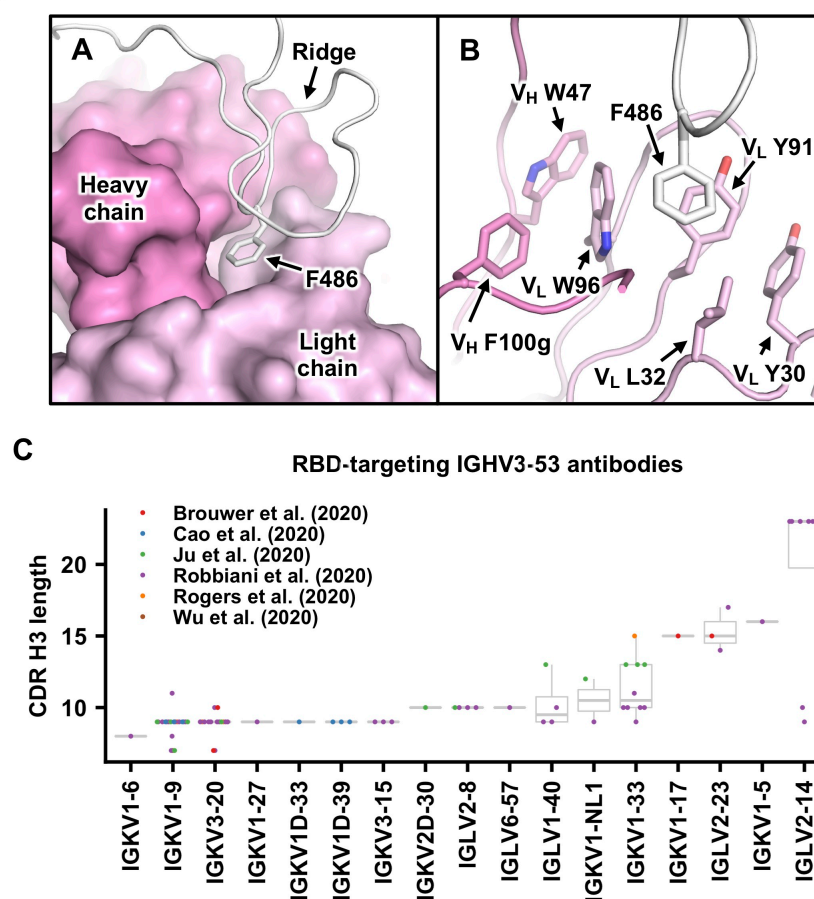 A
Ridge
Heavy
chain
F486
Light
chain
B
VH W47
F486
VL Y91
VL W96
VH F100g
VL L32
VL Y30
C
RBD-targeting IGHV3-53 antibodies
Brouwer et al. (2020)
Cao et al. (2020)
Ju et al. (2020)
Robbiani et al. (2020)
Rogers et al. (2020)
Wu et al. (2020)
CDR H3 length
20
15
10
IGKV1-6
IGKV1-9
IGKV3-20
IGKV1-27
IGKV1D-33
IGKV1D-39
IGKV3-15
IGKV2D-30
IGLV2-8
IGLV6-57
IGLV1-40
IGKV1-NL1
IGKV1-33
IGKV1-17
IGLV2-23
IGKV1-5
IGLV2-14